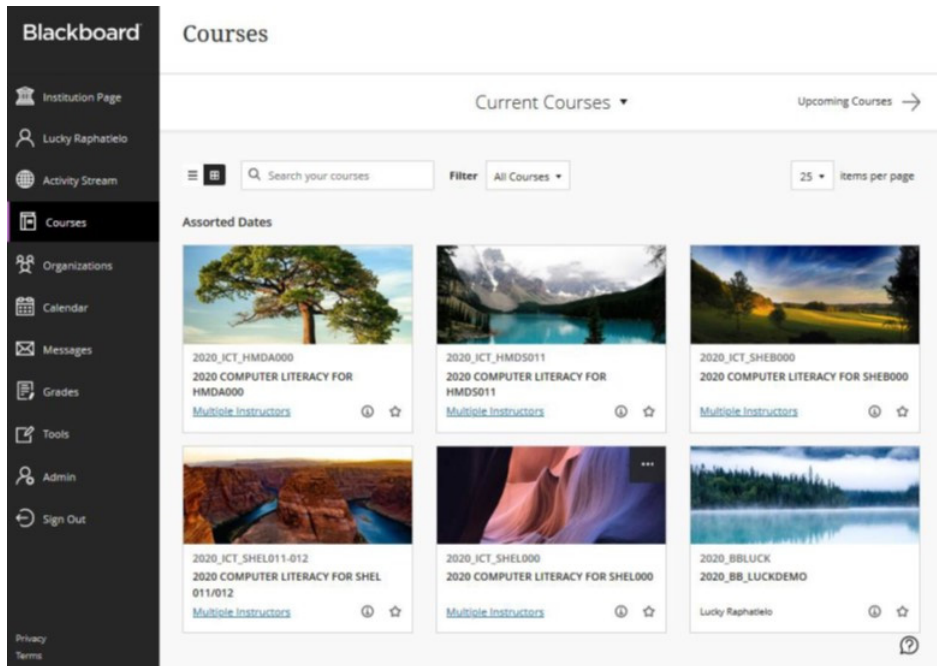 Blackboard
Institution Page
Lucky Raphatlelo
Activity Stream
Courses
Organizations
Calendar
Messages
Grades
Tools
Admin
Sign Out
Privacy
Terms
Courses
Current Courses
Upcoming Courses
Search your courses
Filter All Courses
25 items per page
Assorted Dates
2020_ICT_HMDA000
2020 COMPUTER LITERACY FOR
HMDA000
Multiple Instructors
2020_ICT_HMDS011
2020 COMPUTER LITERACY FOR
HMDS011
Multiple Instructors
2020_ICT_SHEB000
2020 COMPUTER LITERACY FOR SHEB000
Multiple Instructors
2020_ICT_SHEL011-012
2020 COMPUTER LITERACY FOR SHEL
011/012
Multiple Instructors
2020_ICT_SHEL000
2020 COMPUTER LITERACY FOR SHEL000
Multiple Instructors
2020_BBLUCK
2020_BB_LUCKDEMO
Lucky Raphatlelo